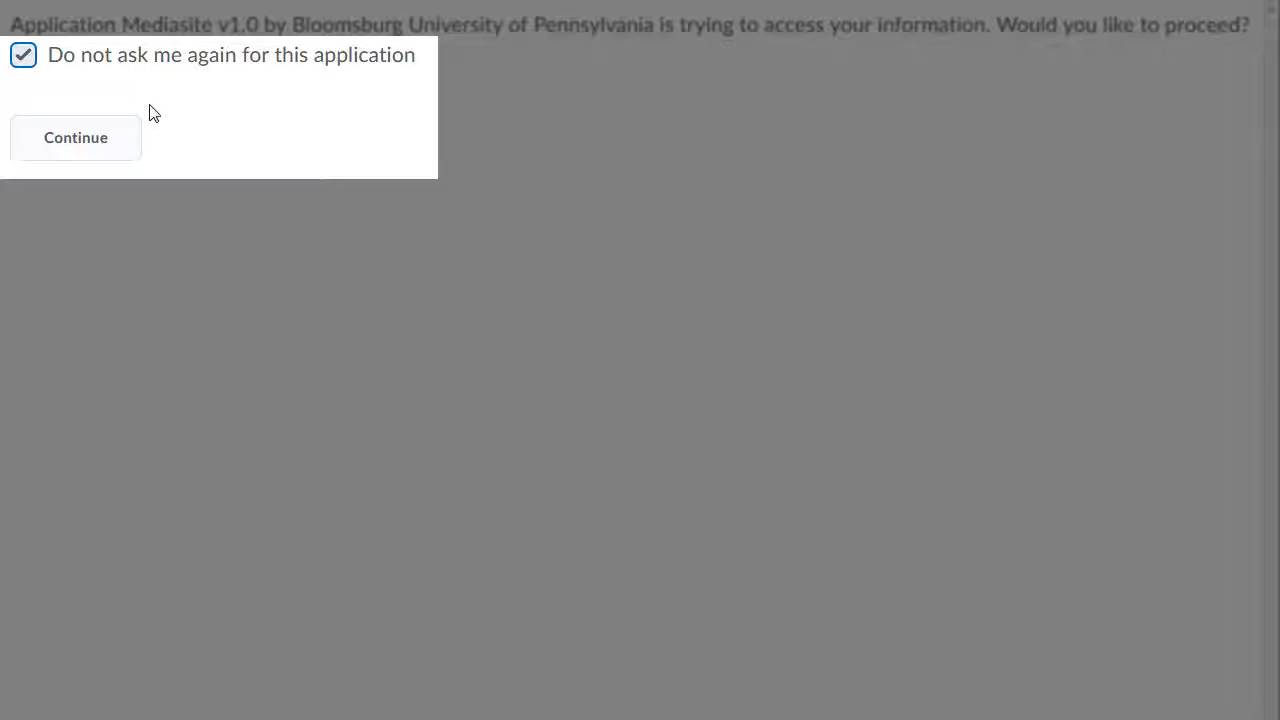 Application Mediasite v1.0 by Bloomsburg University of Pennsylvania is trying to access your information. Would you like to proceed?
Do not ask me again for this application
Continue